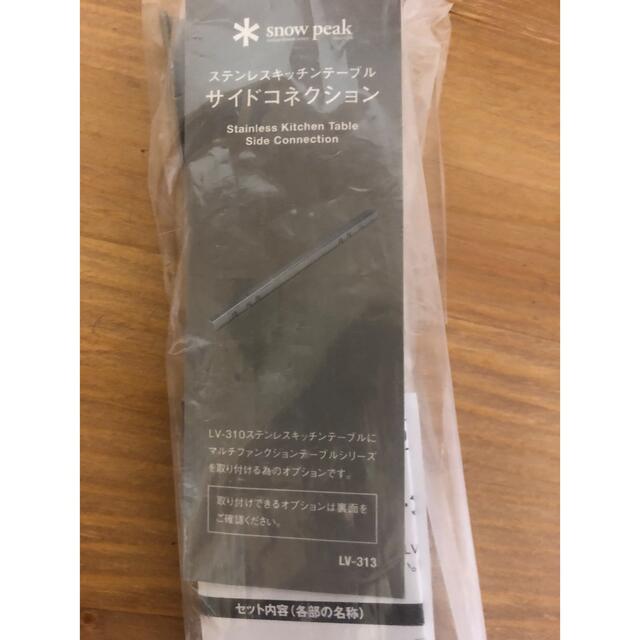 snow peak
ステンレスキッチンテーブル
サイドコネクション
Stainless Kitchen Table
Side Connection
LV-310ステンレスキッチンテーブルに
マルチファンクションテーブルシリーズ
を取り付ける為のオプションです。
取り付けできるオプションは裏面を
ご確認ください。
LV
LV-313
セット内容(各部の名称)